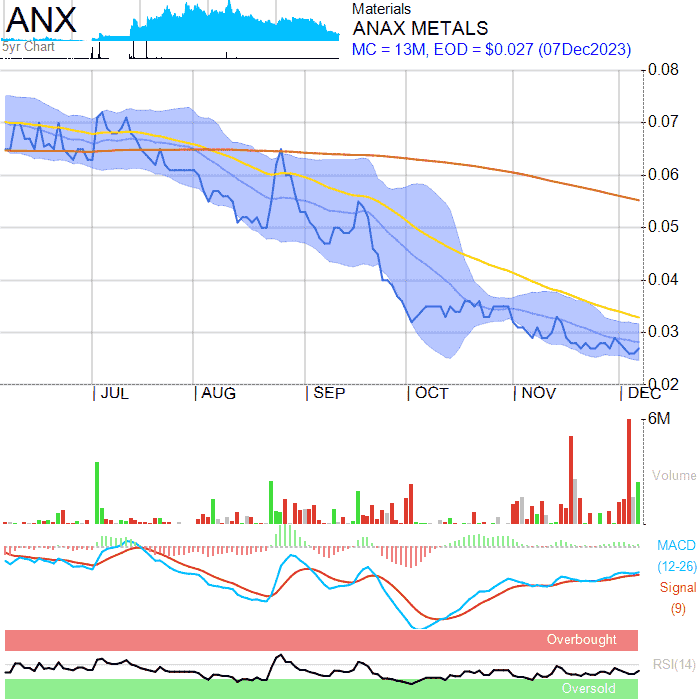 ANX
5yr Chart
Materials
ANAX METALS
MC = 13M, EOD = $0.027 (07Dec2023)
0.08
0.07
0.06
0.05
0.04
0.03
0.02
JUL AUG SEP OCT NOV DEC
6M
Volume
MACD
(12-26)
Signal
(9)
Overbought
RSI(14)
Oversold